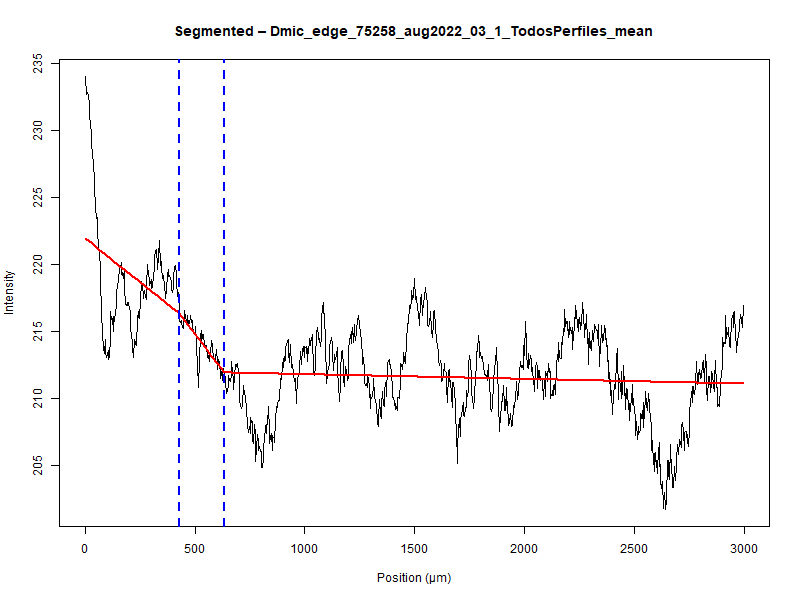 Segmented – Dmic_edge_75258_aug2022_03_1_TodosPerfiles_mean
235
230
225
220
215
210
205
Intensity
0 500 1000 1500 2000 2500 3000
Position (µm)